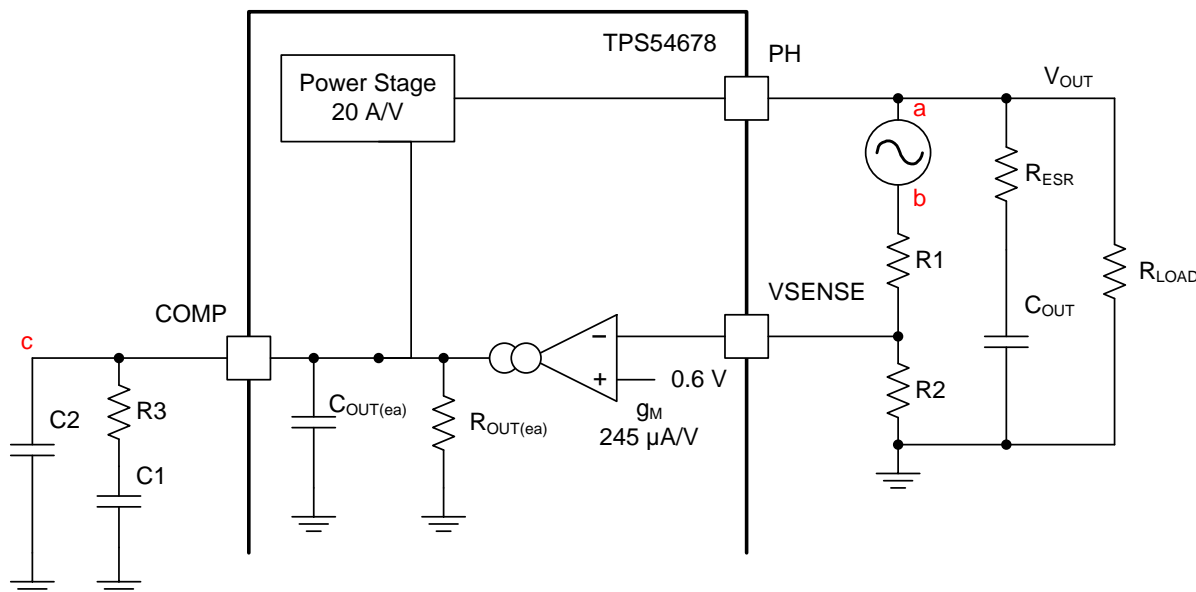 TPS54678
PH
Power Stage
20 A/V
VOUT
a
b
RESR
R1
RLOAD
VSENSE
COMP
COUT
c
−
+
0.6 V
R3
COUT(ea)
ROUT(ea)
gM
245 µA/V
R2
C2
C1